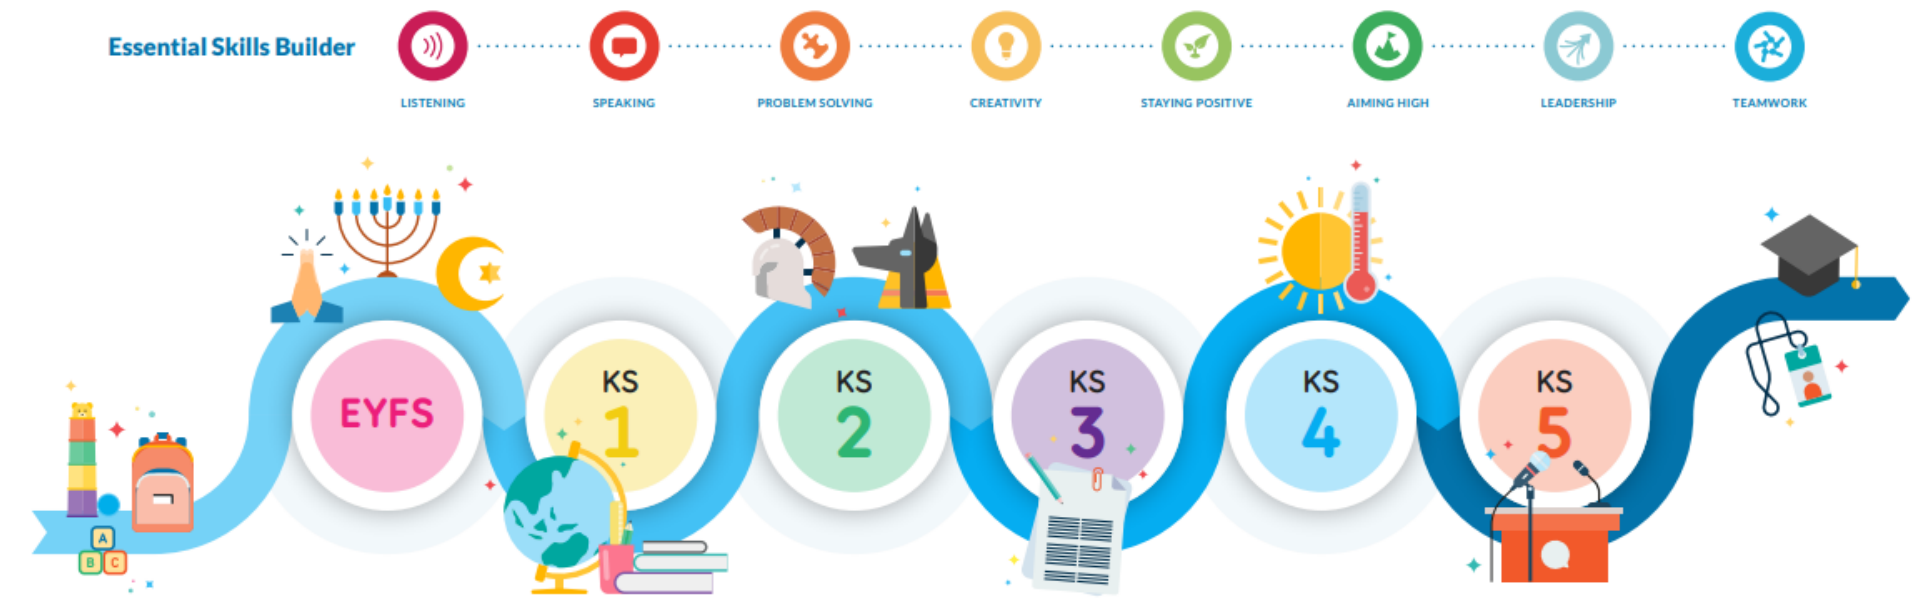 Essential Skills Builder
LISTENING
SPEAKING
PROBLEM SOLVING
CREATIVITY
STAYING POSITIVE
AIMING HIGH
LEADERSHIP
TEAMWORK
EYFS
KS
1
KS
2
KS
3
KS
4
KS
5
A
B C